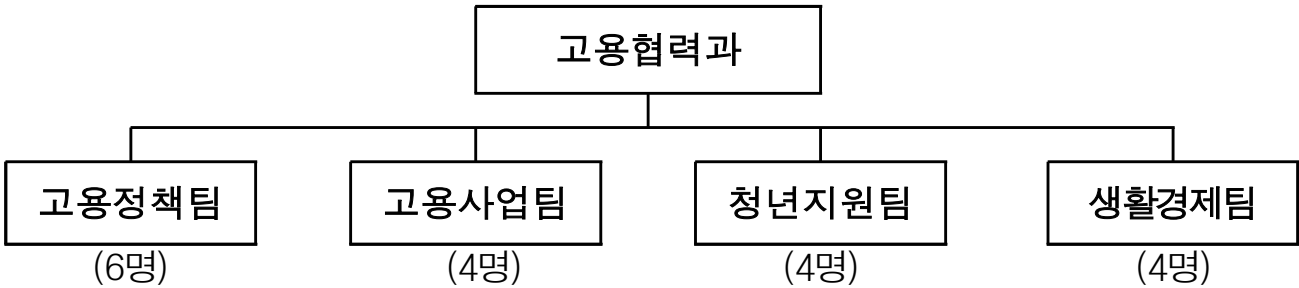 고용협력과
고용정책팀 고용사업팀 청년지원팀 생활경제팀
(6명) (4명) (4명) (4명)